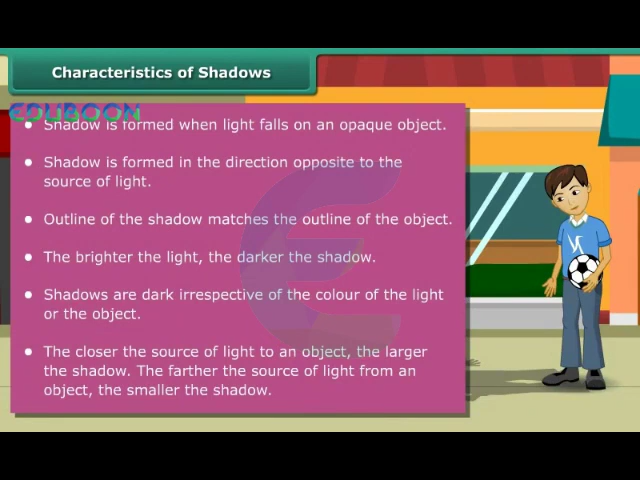 Characteristics of Shadows
EDUBOON
● Shadow is formed when light falls on an opaque object.
● Shadow is formed in the direction opposite to the
source of light.
● Outline of the shadow matches the outline of the object.
● The brighter the light, the darker the shadow.
● Shadows are dark irrespective of the colour of the light
or the object.
● The closer the source of light to an object, the larger
the shadow. The farther the source of light from an
object, the smaller the shadow.